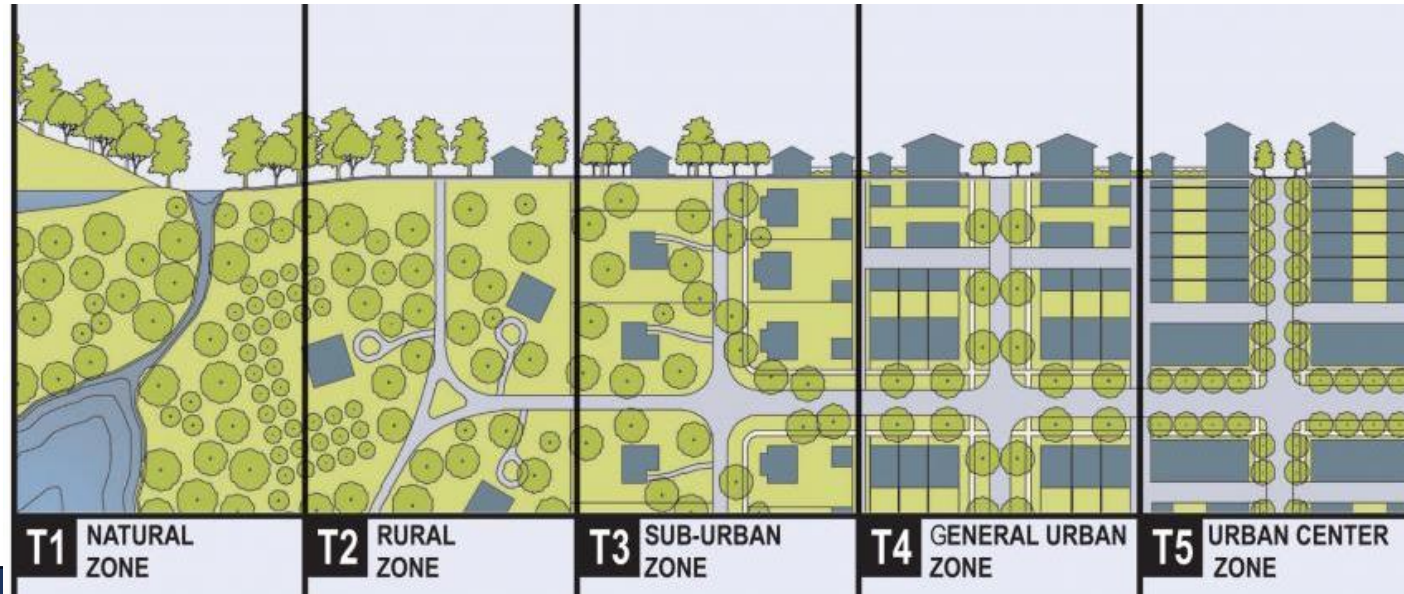 T1 NATURAL
ZONE
T2 RURAL
ZONE
T3 SUB-URBAN
ZONE
T4 GENERAL URBAN
ZONE
T5 URBAN CENTER
ZONE